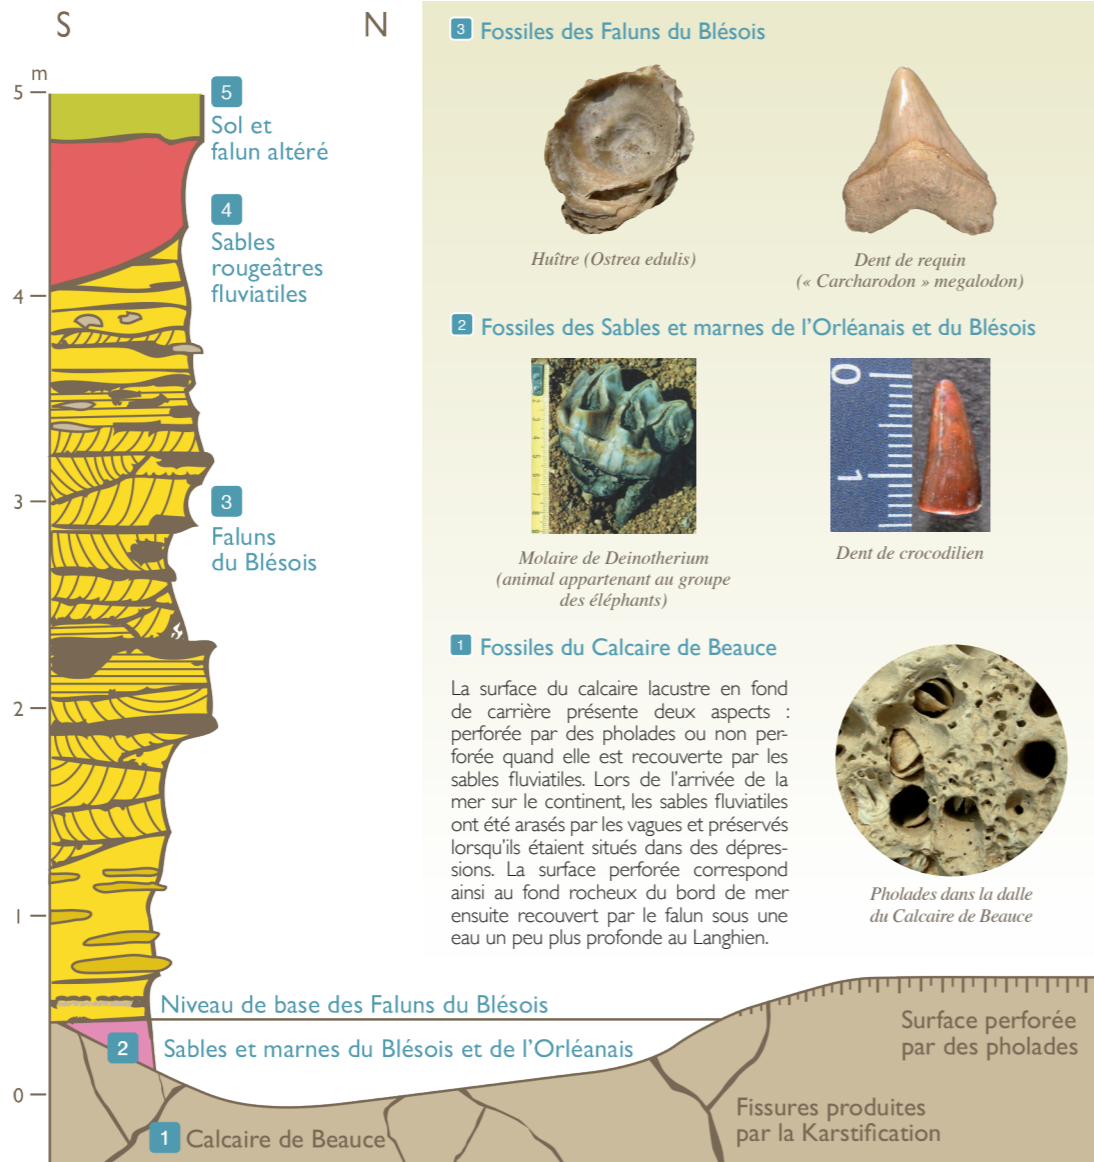 S
N
m
5
4
3
2
1
0
5
Sol et
falun altéré
4
Sables
rougeâtres
fluviatiles
3
Faluns
du Blésois
Niveau de base des Faluns du Blésois
2
Sables et marnes du Blésois et de l'Orléanais
1
Calcaire de Beauce
Surface perforée
par des pholades
Fissures produites
par la Karstification
3 Fossiles des Faluns du Blésois
Huître (Ostrea edulis)
Dent de requin
(« Carcharodon » megalodon)
2 Fossiles des Sables et marnes de l'Orléanais et du Blésois
0
1
Molaire de Deinotherium
(animal appartenant au groupe
des éléphants)
Dent de crocodilien
1 Fossiles du Calcaire de Beauce
La surface du calcaire lacustre en fond
de carrière présente deux aspects :
perforée par des pholades ou non per-
forée quand elle est recouverte par les
sables fluviatiles. Lors de l'arrivée de la
mer sur le continent, les sables fluviatiles
ont été arasés par les vagues et préservés
lorsqu'ils étaient situés dans des dépres-
sions. La surface perforée correspond
ainsi au fond rocheux du bord de mer
ensuite recouvert par le falun sous une
eau un peu plus profonde au Langhien.
Pholades dans la dalle
du Calcaire de Beauce